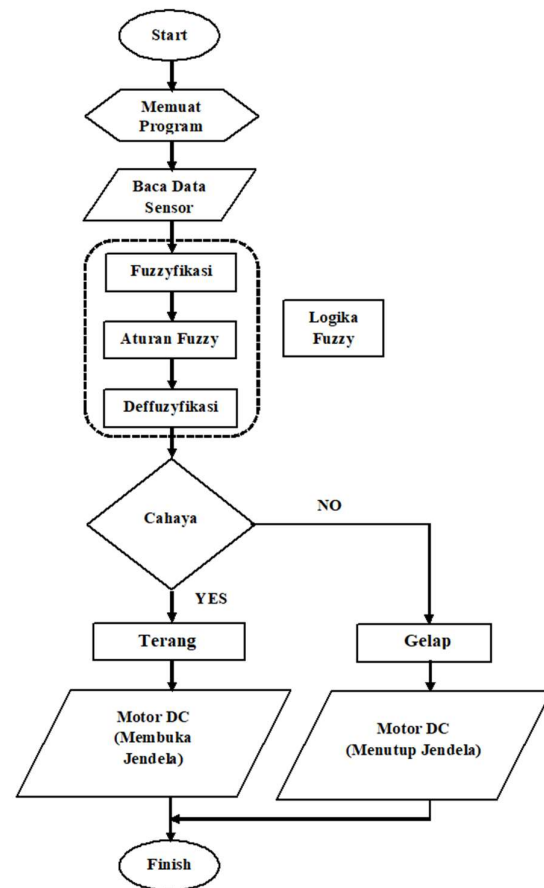 Start
Memuat
Program
Baca Data
Sensor
Fuzzyfikasi
Aturan Fuzzy
Deffuzyfikasi
Logika
Fuzzy
Cahaya
NO
YES
Terang
Gelap
Motor DC
(Membuka
Jendela)
Motor DC
(Menutup Jendela)
Finish